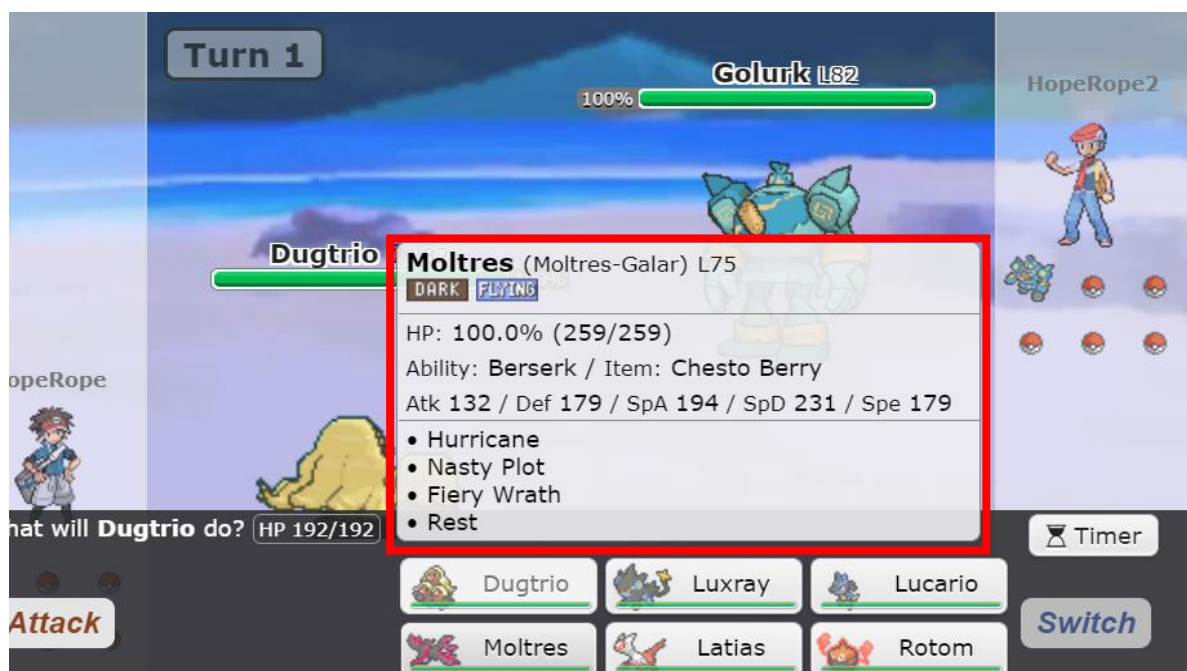 Turn 1
Golurk L82
100%
HopeRope2
Dugtrio
Moltres (Moltres-Galar) L75
DARK FLYING
HP: 100.0% (259/259)
Ability: Berserk / Item: Chesto Berry
Atk 132 / Def 179 / SpA 194 / SpD 231 / Spe 179
• Hurricane
• Nasty Plot
• Fiery Wrath
• Rest
opeRope
hat will Dugtrio do? HP 192/192
Timer
Dugtrio Luxray Lucario
Attack
Switch
Moltres Latias Rotom